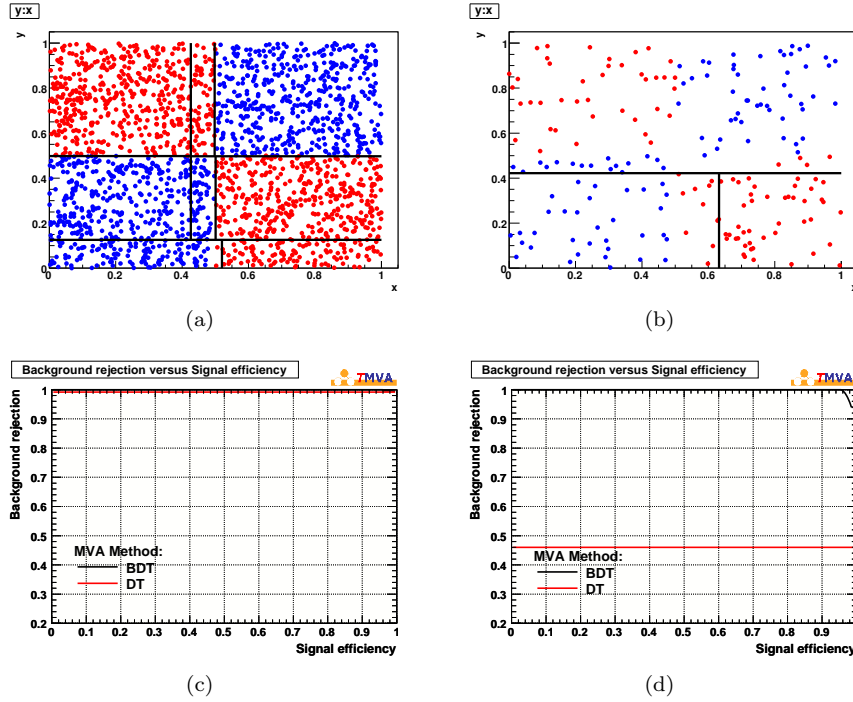 y:x
y
1
0.8
0.6
0.4
0.2
0
0 0.2 0.4 0.6 0.8 1
x
(a)
y:x
y
1
0.8
0.6
0.4
0.2
0
0 0.2 0.4 0.6 0.8 1
x
(b)
Background rejection versus Signal efficiency
TMVA
Background rejection
1
0.9
0.8
0.7
0.6
0.5
0.4
0.3
0.2
MVA Method:
BDT
DT
0 0.1 0.2 0.3 0.4 0.5 0.6 0.7 0.8 0.9 1
Signal efficiency
(c)
Background rejection versus Signal efficiency
TMVA
Background rejection
1
0.9
0.8
0.7
0.6
0.5
0.4
0.3
0.2
MVA Method:
BDT
DT
0 0.1 0.2 0.3 0.4 0.5 0.6 0.7 0.8 0.9
Signal efficiency
(d)